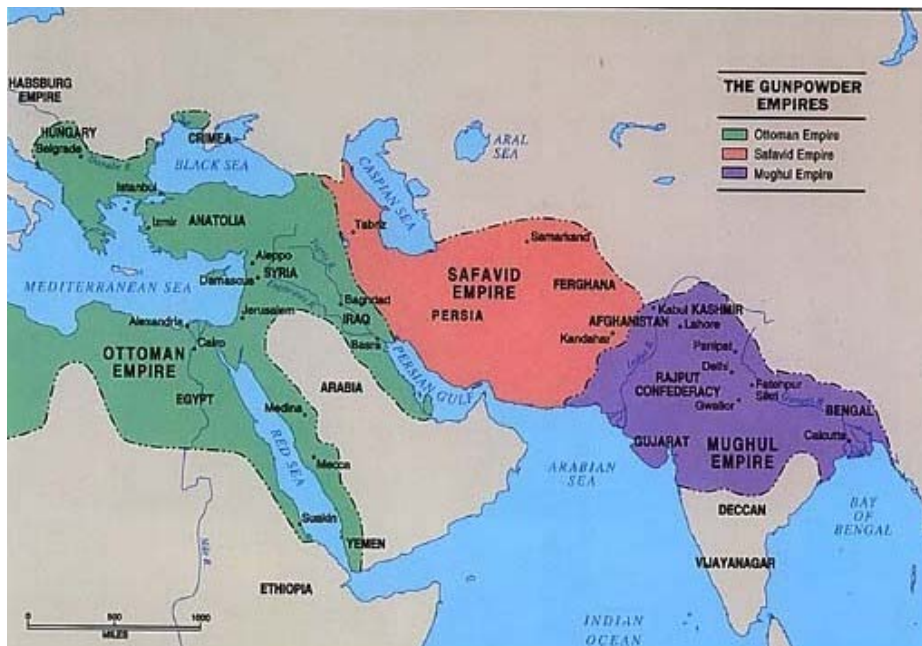 HABSBURG
EMPIRE
HUNGARY
Belgrade
Danube R.
CRIMEA
BLACK SEA
Istanbul
Izmir
ANATOLIA
ARAL
SEA
CASPIAN SEA
THE GUNPOWDER
EMPIRES
Ottoman Empire
Safavid Empire
Mughul Empire
Tabriz
Samarkand
Aleppo
SYRIA
Damascus
MEDITERRANEAN SEA
SAFAVID
EMPIRE
FERGHANA
PERSIA
Baghdad
IRAQ
Basra
Jerusalem
Alexandria
Cairo
OTTOMAN
EMPIRE
EGYPT
ARABIA
PERSIAN GULF
AFGHANISTAN
Kandahar
Kabul
KASHMIR
Lahore
Panipat
Delhi
Indus R.
RAJPUT
CONFEDERACY
Fatehpur
Sikri
Ganges R.
Gwalior
BENGAL
Calcutta
GUJARAT
MUGHUL
EMPIRE
Medina
Mecca
RED SEA
Suakin
YEMEN
Nile R.
ETHIOPIA
ARABIAN
SEA
DECCAN
VIJAYANAGAR
BAY
OF
BENGAL
INDIAN
OCEAN
0
500
1000
MILES